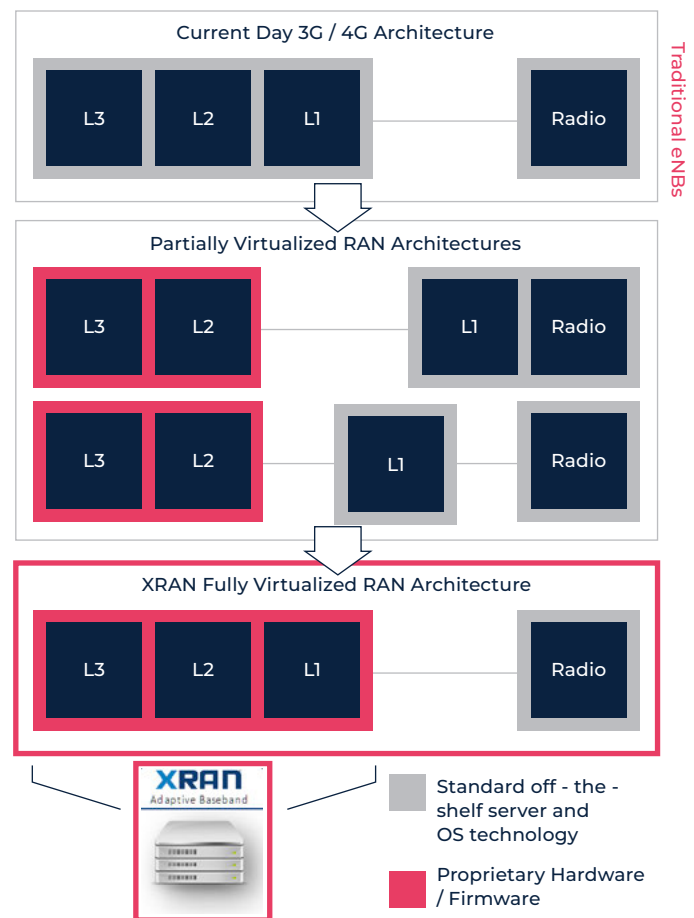 Current Day 3G / 4G Architecture
Traditional eNBs
L3
L2
L1
Radio
Partially Virtualized RAN Architectures
L3
L2
L1
Radio
L3
L2
L1
Radio
XRAN Fully Virtualized RAN Architecture
L3
L2
L1
Radio
XRAN
Adaptive Baseband
Standard off - the -
shelf server and
OS technology
Proprietary Hardware
/ Firmware